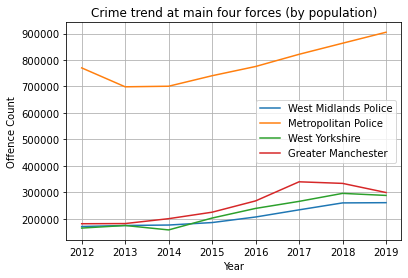 Crime trend at main four forces (by population)
900000
800000
700000
600000
500000
400000
300000
200000
Offence Count
West Midlands Police
Metropolitan Police
West Yorkshire
Greater Manchester
2012 2013 2014 2015 2016 2017 2018 2019
Year